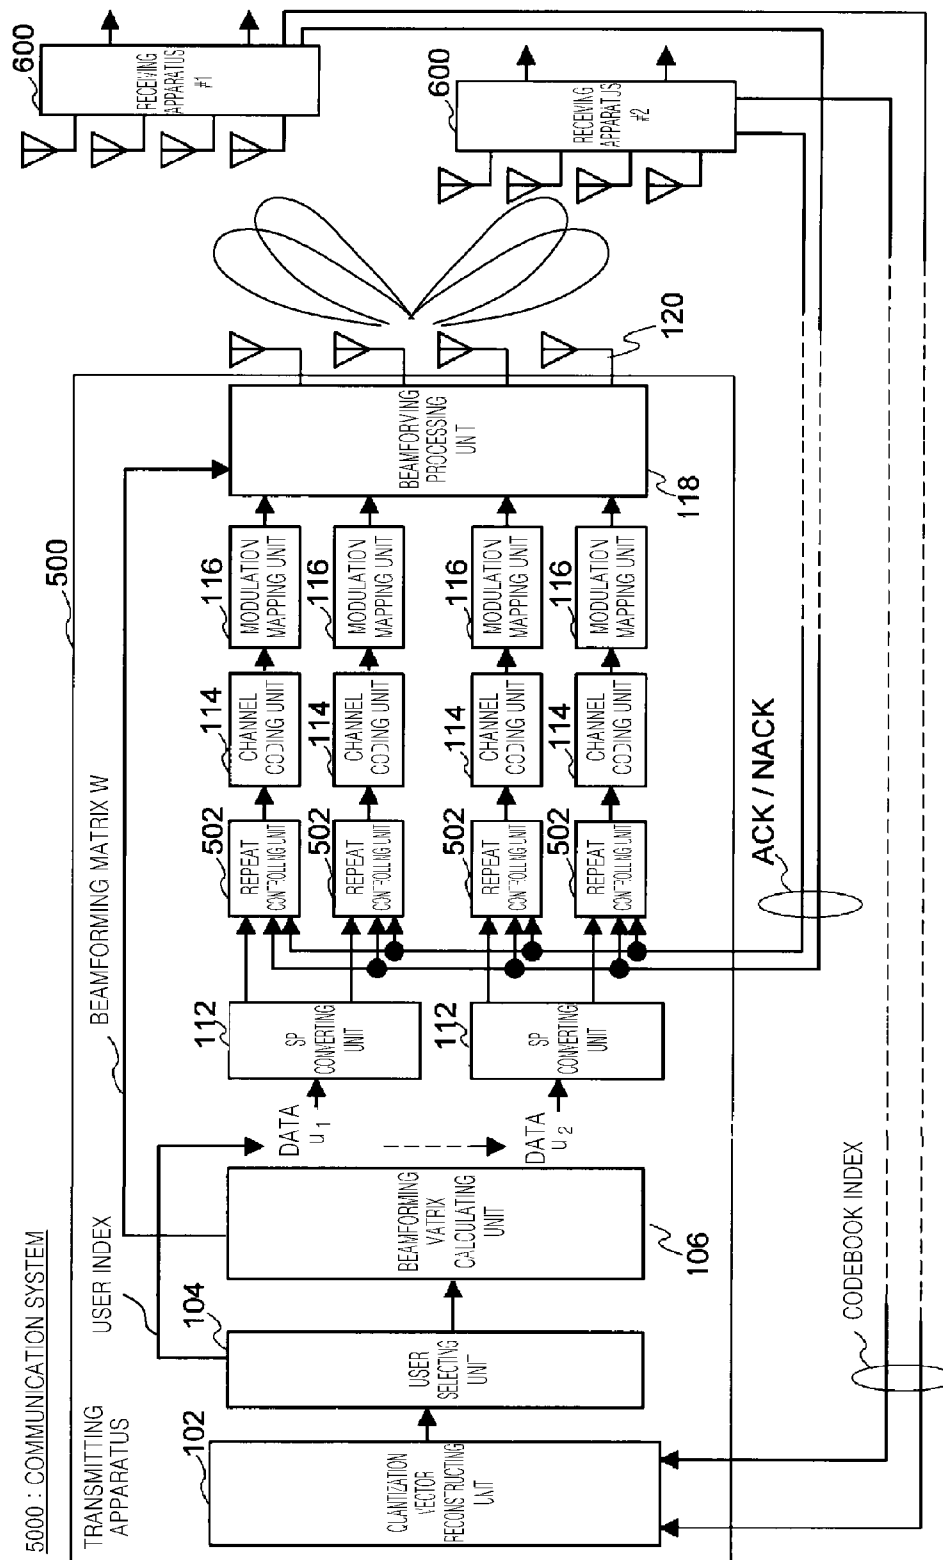 5000 : COMMUNICATION SYSTEM
TRANSMITTING
APPARATUS
USER INDEX
BEAMFORMING MATRIX W
500
102
QUANTIZATION
VECTOR
RECONSTRUCTING
UNIT
104
USER
SELECTING
UNIT
106
BEAMFORMING
VATRIX
CALCULATING
UNIT
DATA
u1
DATA
u2
112
SP
CONVERTING
UNIT
112
SP
CONVERTING
UNIT
502
REPEAT
CONTROLLING UNIT
502
REPEAT
CONTROLLING UNIT
502
REPEAT
CONTROLLING UNIT
502
REPEAT
CONTROLLING UNIT
114
CHANNEL
CODING UNIT
114
CHANNEL
CODING UNIT
114
CHANNEL
CODING UNIT
114
CHANNEL
CODING UNIT
116
MODULATION
MAPPING UNIT
116
MODULATION
MAPPING UNIT
116
MODULATION
MAPPING UNIT
116
MODULATION
MAPPING UNIT
BEAMFORVING
PROCESSING
UNIT
118
120
600
RECEIVING
APPARATUS
#1
600
RECEIVING
APPARATUS
#2
ACK / NACK
CODEBOOK INDEX